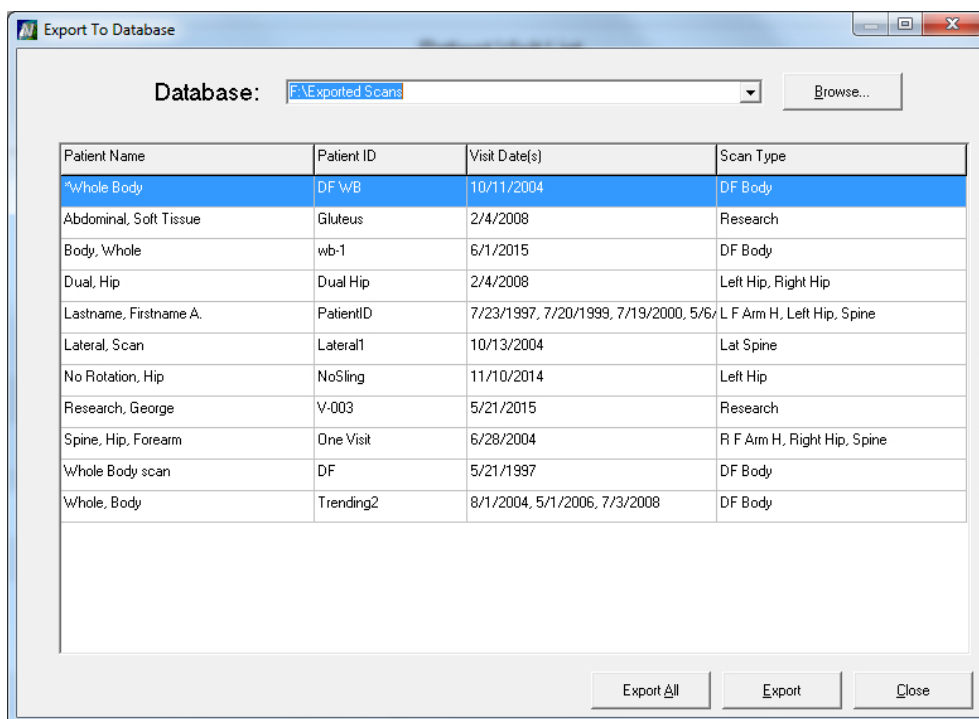 Export To Database
Database: F:\Exported Scans Browse...
Patient Name Patient ID Visit Date(s) Scan Type
*Whole Body DF WB 10/11/2004 DF Body
Abdominal, Soft Tissue Gluteus 2/4/2008 Research
Body, Whole wb-1 6/1/2015 DF Body
Dual, Hip Dual Hip 2/4/2008 Left Hip, Right Hip
Lastname, Firstname A. PatientID 7/23/1997, 7/20/1999, 7/19/2000, 5/6/ L F Arm H, Left Hip, Spine
Lateral, Scan Lateral1 10/13/2004 Lat Spine
No Rotation, Hip NoSling 11/10/2014 Left Hip
Research, George V-003 5/21/2015 Research
Spine, Hip, Forearm One Visit 6/28/2004 R F Arm H, Right Hip, Spine
Whole Body scan DF 5/21/1997 DF Body
Whole, Body Trending2 8/1/2004, 5/1/2006, 7/3/2008 DF Body
Export All Export Close